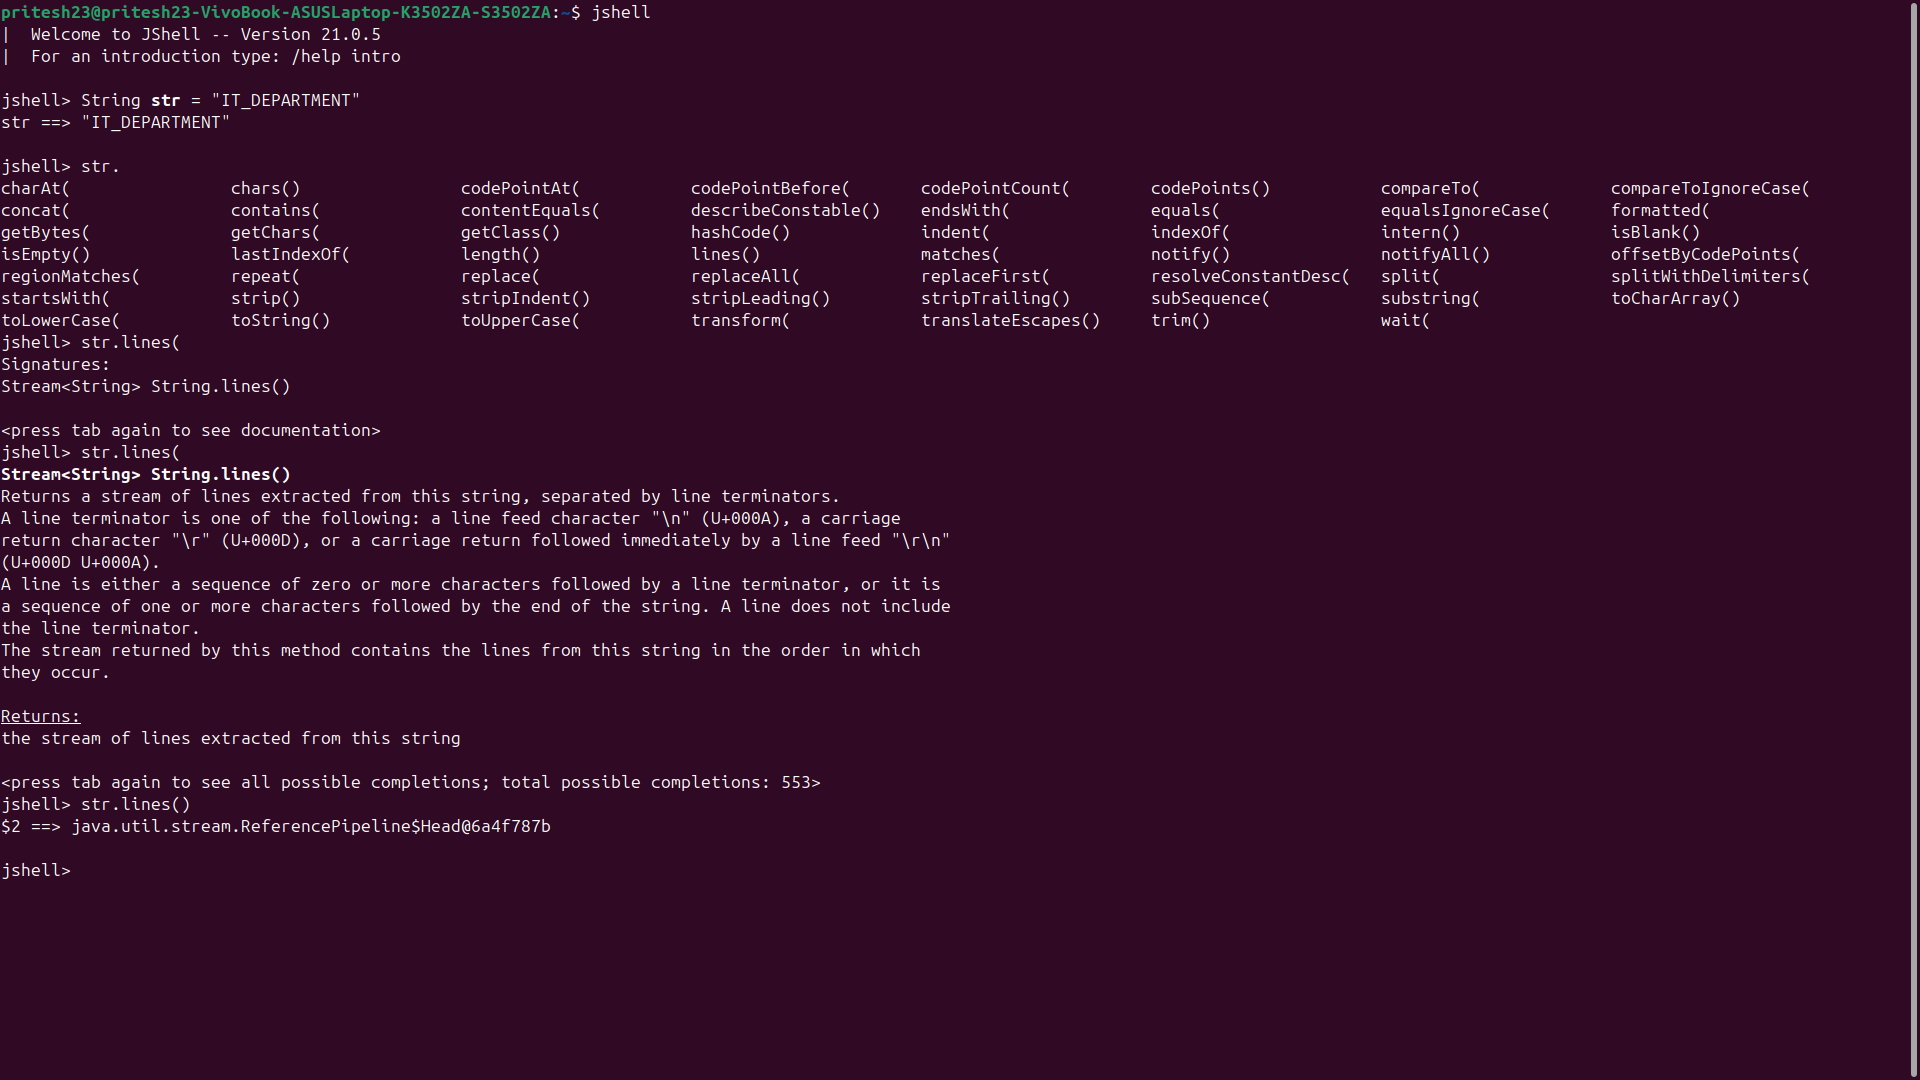 pritesh23@pritesh23-VivoBook-ASUSLaptop-K3502ZA-S3502ZA:~$ jshell
|  Welcome to JShell -- Version 21.0.5
|  For an introduction type: /help intro
jshell> String str = "IT_DEPARTMENT"
str ==> "IT_DEPARTMENT"
jshell> str.
charAt( chars() codePointAt( codePointBefore( codePointCount( codePoints() compareTo( compareToIgnoreCase(
concat( contains( contentEquals( describeConstable() endsWith( equals( equalsIgnoreCase( formatted(
getBytes( getChars( getClass() hashCode() indent( indexOf( intern() isBlank()
isEmpty() lastIndexOf( length() lines() matches( notify() notifyAll() offsetByCodePoints(
regionMatches( repeat( replace( replaceAll( replaceFirst( resolveConstantDesc( split( splitWithDelimiters(
startsWith( strip() stripIndent() stripLeading() stripTrailing() subSequence( substring( toCharArray()
toLowerCase( toString() toUpperCase( transform( translateEscapes() trim() wait(
jshell> str.lines(
Signatures:
Stream<String> String.lines()
<press tab again to see documentation>
jshell> str.lines(
Stream<String> String.lines()
Returns a stream of lines extracted from this string, separated by line terminators.
A line terminator is one of the following: a line feed character "\n" (U+000A), a carriage
return character "\r" (U+000D), or a carriage return followed immediately by a line feed "\r\n"
(U+000D U+000A).
A line is either a sequence of zero or more characters followed by a line terminator, or it is
a sequence of one or more characters followed by the end of the string. A line does not include
the line terminator.
The stream returned by this method contains the lines from this string in the order in which
they occur.
Returns:
the stream of lines extracted from this string
<press tab again to see all possible completions; total possible completions: 553>
jshell> str.lines()
$2 ==> java.util.stream.ReferencePipeline$Head@6a4f787b
jshell>